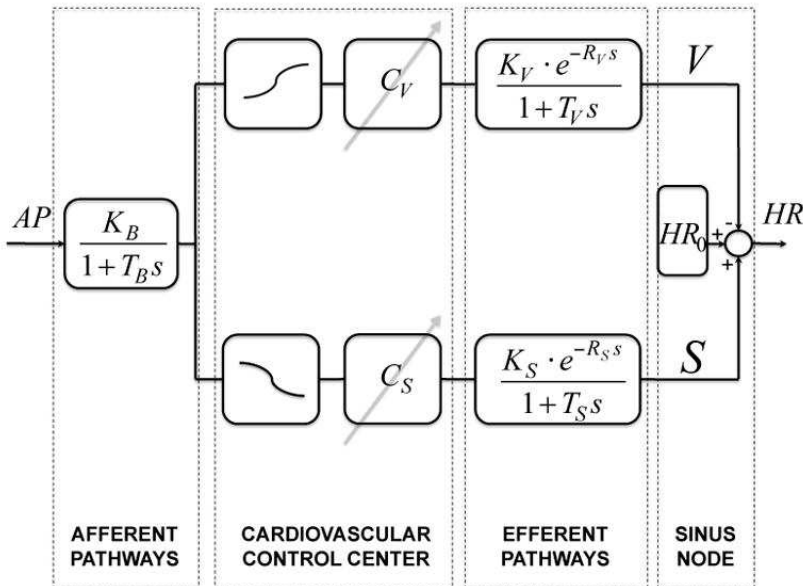 AP
K_B
1+T_B s
C_V
K_V · e^{-R_V s}
1+T_V s
V
HR_0
-
+
+
HR
C_S
K_S · e^{-R_S s}
1+T_S s
S
AFFERENT
PATHWAYS
CARDIOVASCULAR
CONTROL CENTER
EFFERENT
PATHWAYS
SINUS
NODE